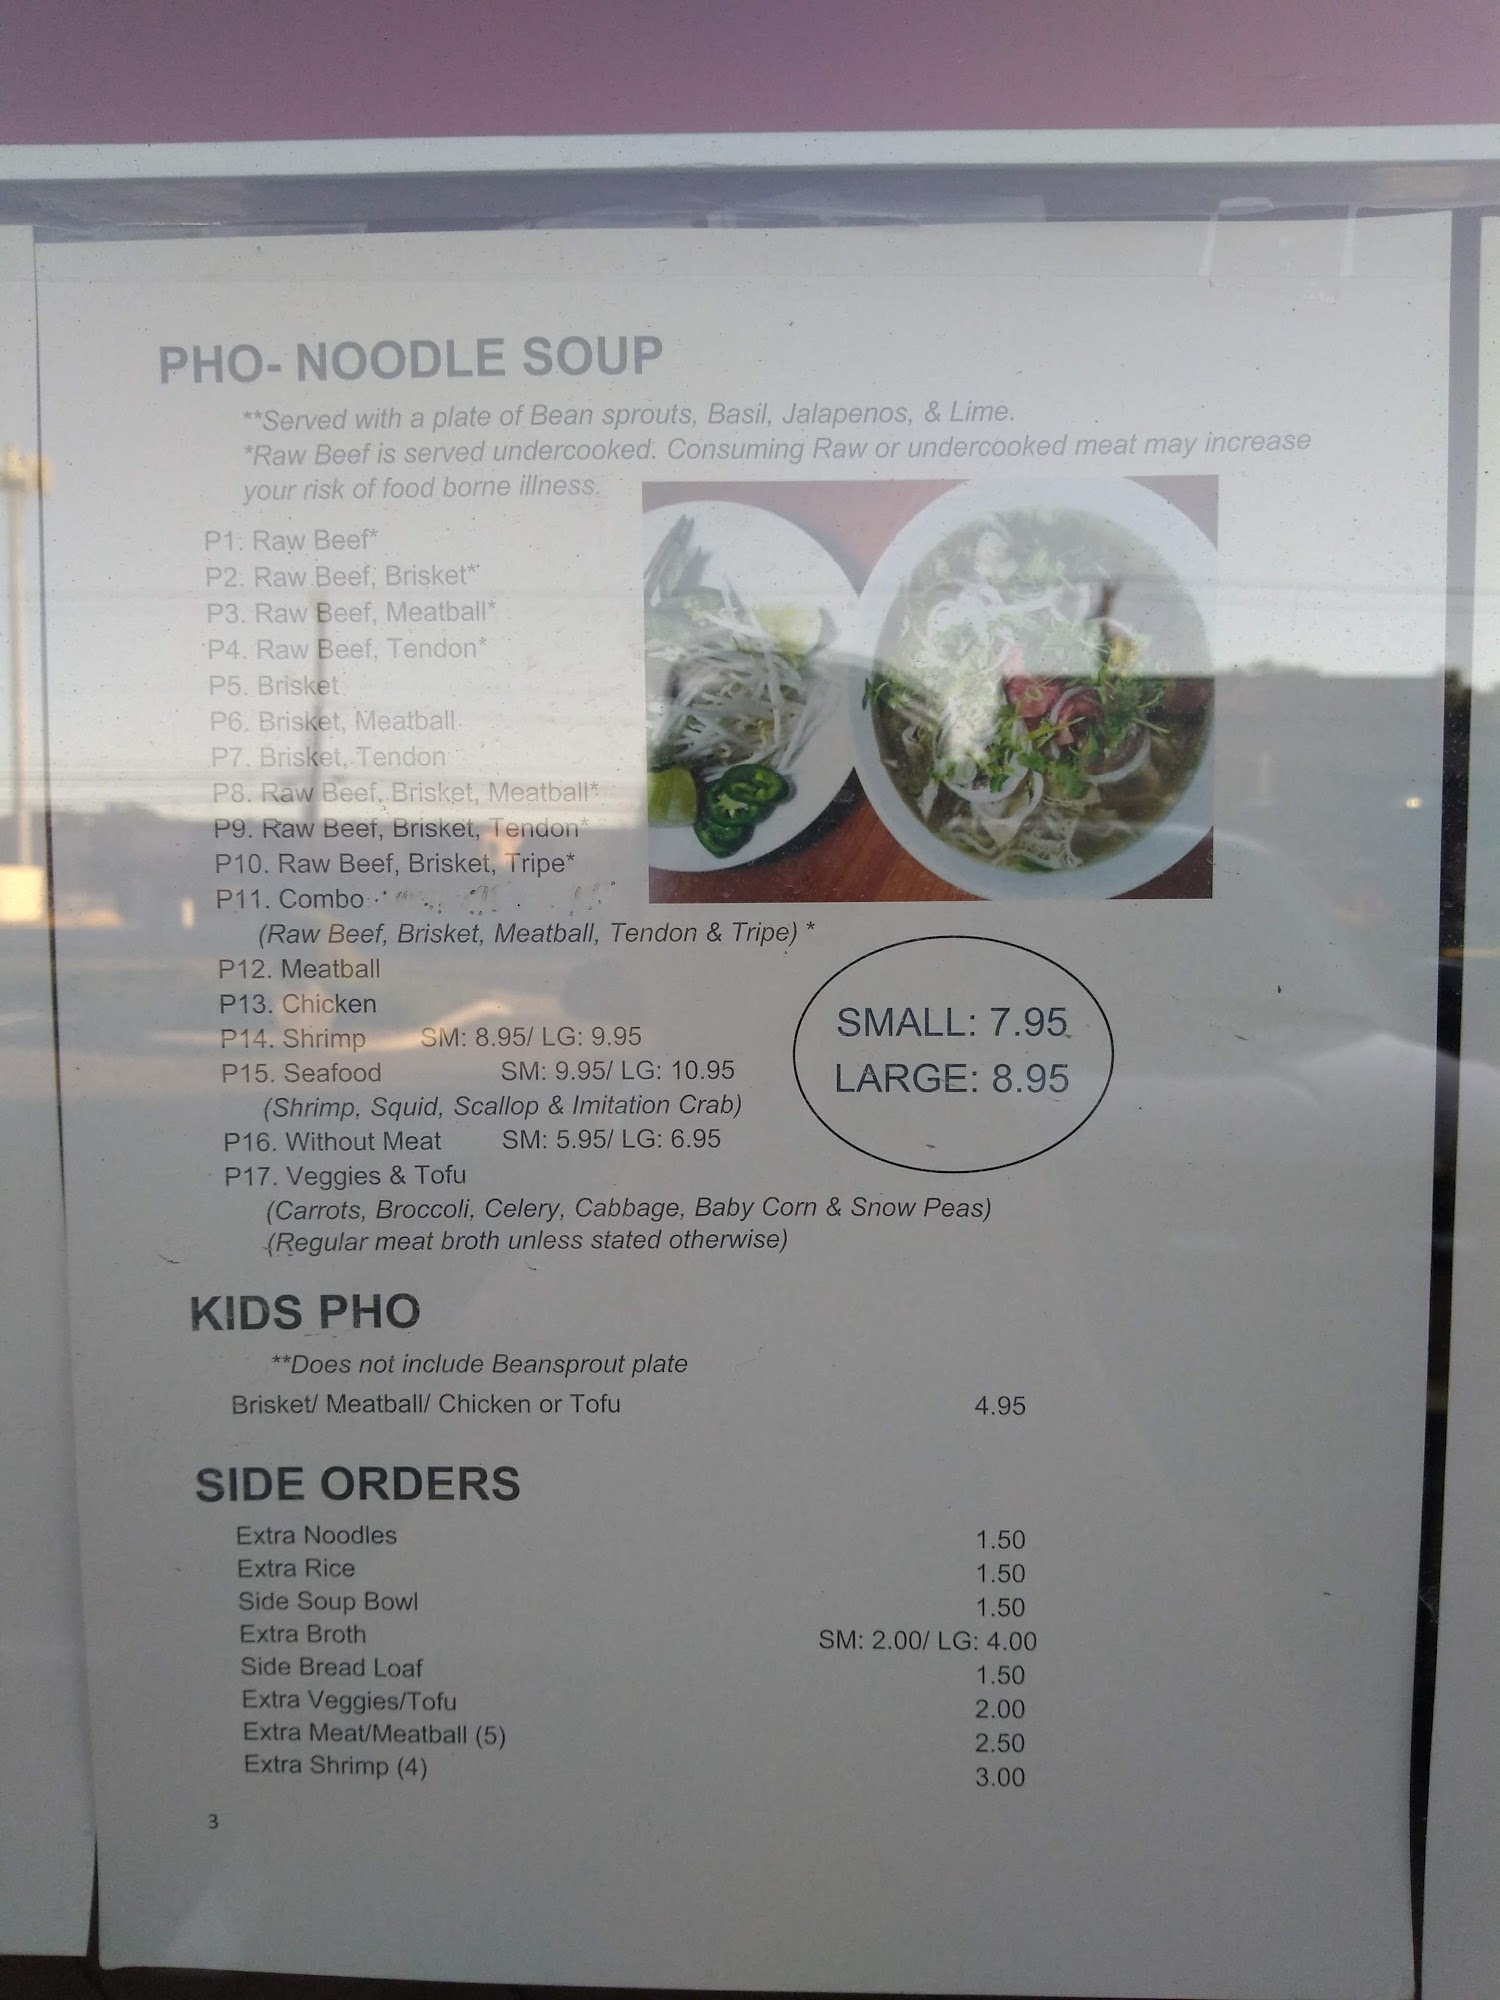 PHO- NOODLE SOUP
**Served with a plate of Bean sprouts, Basil, Jalapenos, & Lime.
*Raw Beef is served undercooked. Consuming Raw or undercooked meat may increase
your risk of food borne illness.
P1. Raw Beef*
P2. Raw Beef, Brisket*
P3. Raw Beef, Meatball*
P4. Raw Beef, Tendon*
P5. Brisket
P6. Brisket, Meatball
P7. Brisket, Tendon
P8. Raw Beef, Brisket, Meatball*
P9. Raw Beef, Brisket, Tendon*
P10. Raw Beef, Brisket, Tripe*
P11. Combo
(Raw Beef, Brisket, Meatball, Tendon & Tripe) *
P12. Meatball
P13. Chicken
P14. Shrimp SM: 8.95/ LG: 9.95
P15. Seafood SM: 9.95/ LG: 10.95
(Shrimp, Squid, Scallop & Imitation Crab)
P16. Without Meat SM: 5.95/ LG: 6.95
P17. Veggies & Tofu
(Carrots, Broccoli, Celery, Cabbage, Baby Corn & Snow Peas)
(Regular meat broth unless stated otherwise)
SMALL: 7.95
LARGE: 8.95
KIDS PHO
**Does not include Beansprout plate
Brisket/ Meatball/ Chicken or Tofu 4.95
SIDE ORDERS
Extra Noodles 1.50
Extra Rice 1.50
Side Soup Bowl 1.50
Extra Broth SM: 2.00/ LG: 4.00
Side Bread Loaf 1.50
Extra Veggies/Tofu 2.00
Extra Meat/Meatball (5) 2.50
Extra Shrimp (4) 3.00
3